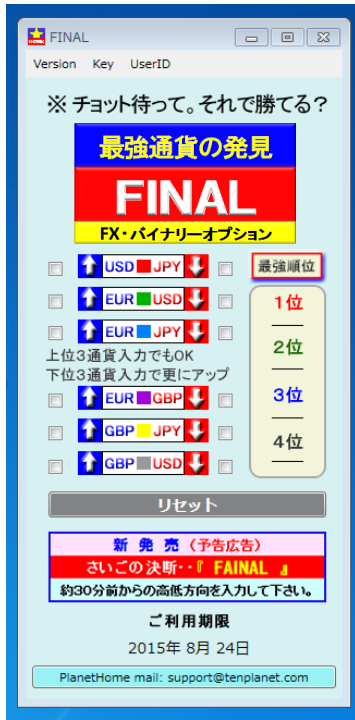 FINAL
Version Key UserID
※ チョット待って。それで勝てる?
最強通貨の発見
FINAL
FX・バイナリーオプション
USD JPY
最強順位
EUR USD
1位
EUR JPY
2位
上位3通貨入力でもOK
下位3通貨入力で更にアップ
EUR GBP
3位
GBP JPY
4位
GBP USD
リセット
新 発 売 (予告広告)
さいごの決断・・『 FAINAL 』
約30分前からの高低方向を入力して下さい。
ご利用期限
2015年 8月 24日
PlanetHome mail: support@tenplanet.com